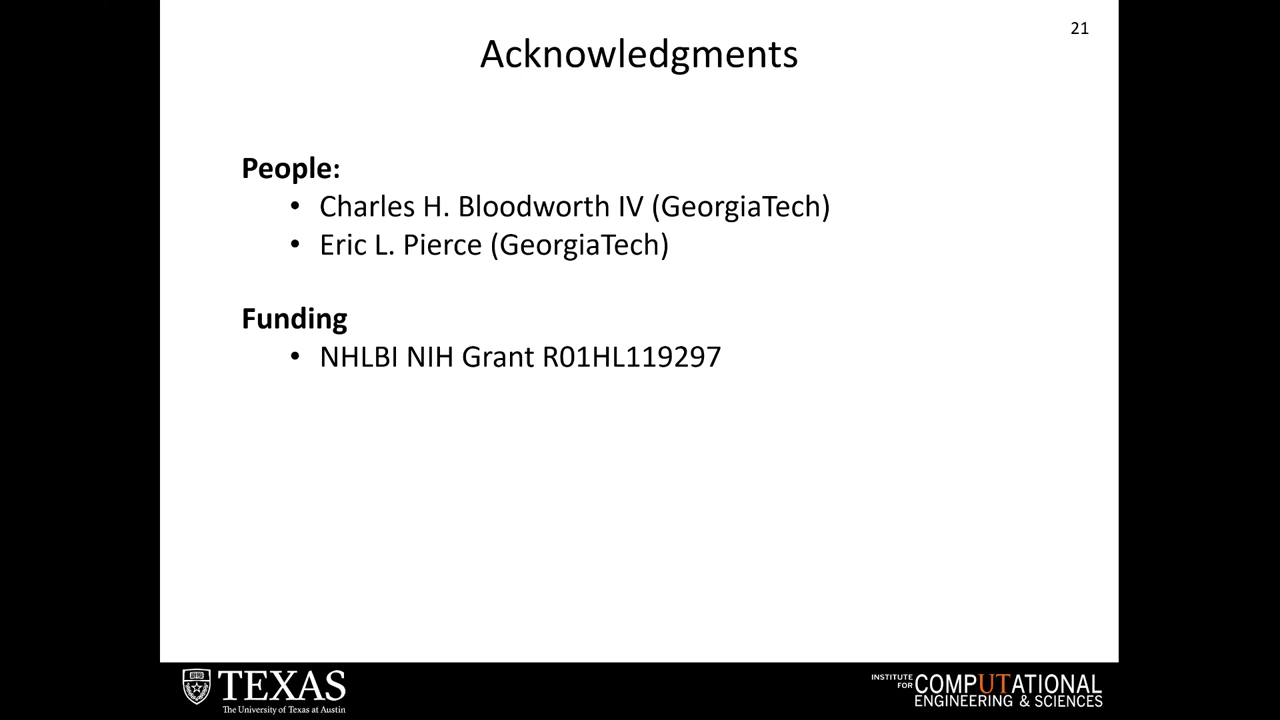 21
Acknowledgments
People:
• Charles H. Bloodworth IV (GeorgiaTech)
• Eric L. Pierce (GeorgiaTech)
Funding
• NHLBI NIH Grant R01HL119297
TEXAS
The University of Texas at Austin
INSTITUTE FOR COMPUTATIONAL
ENGINEERING & SCIENCES